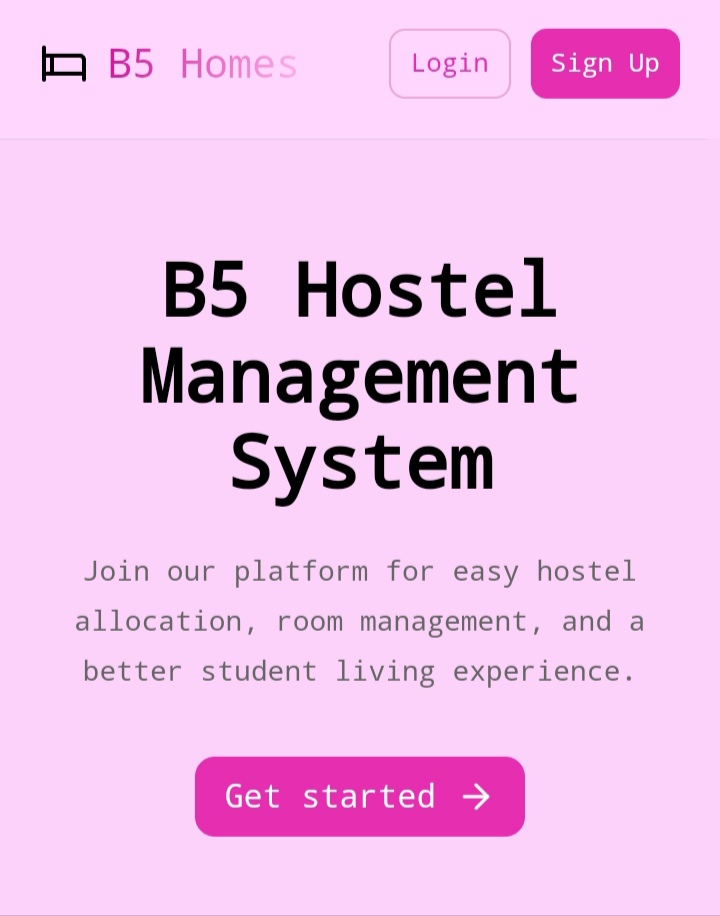 B5 Homes
Login
Sign Up
B5 Hostel
Management
System
Join our platform for easy hostel
allocation, room management, and a
better student living experience.
Get started →